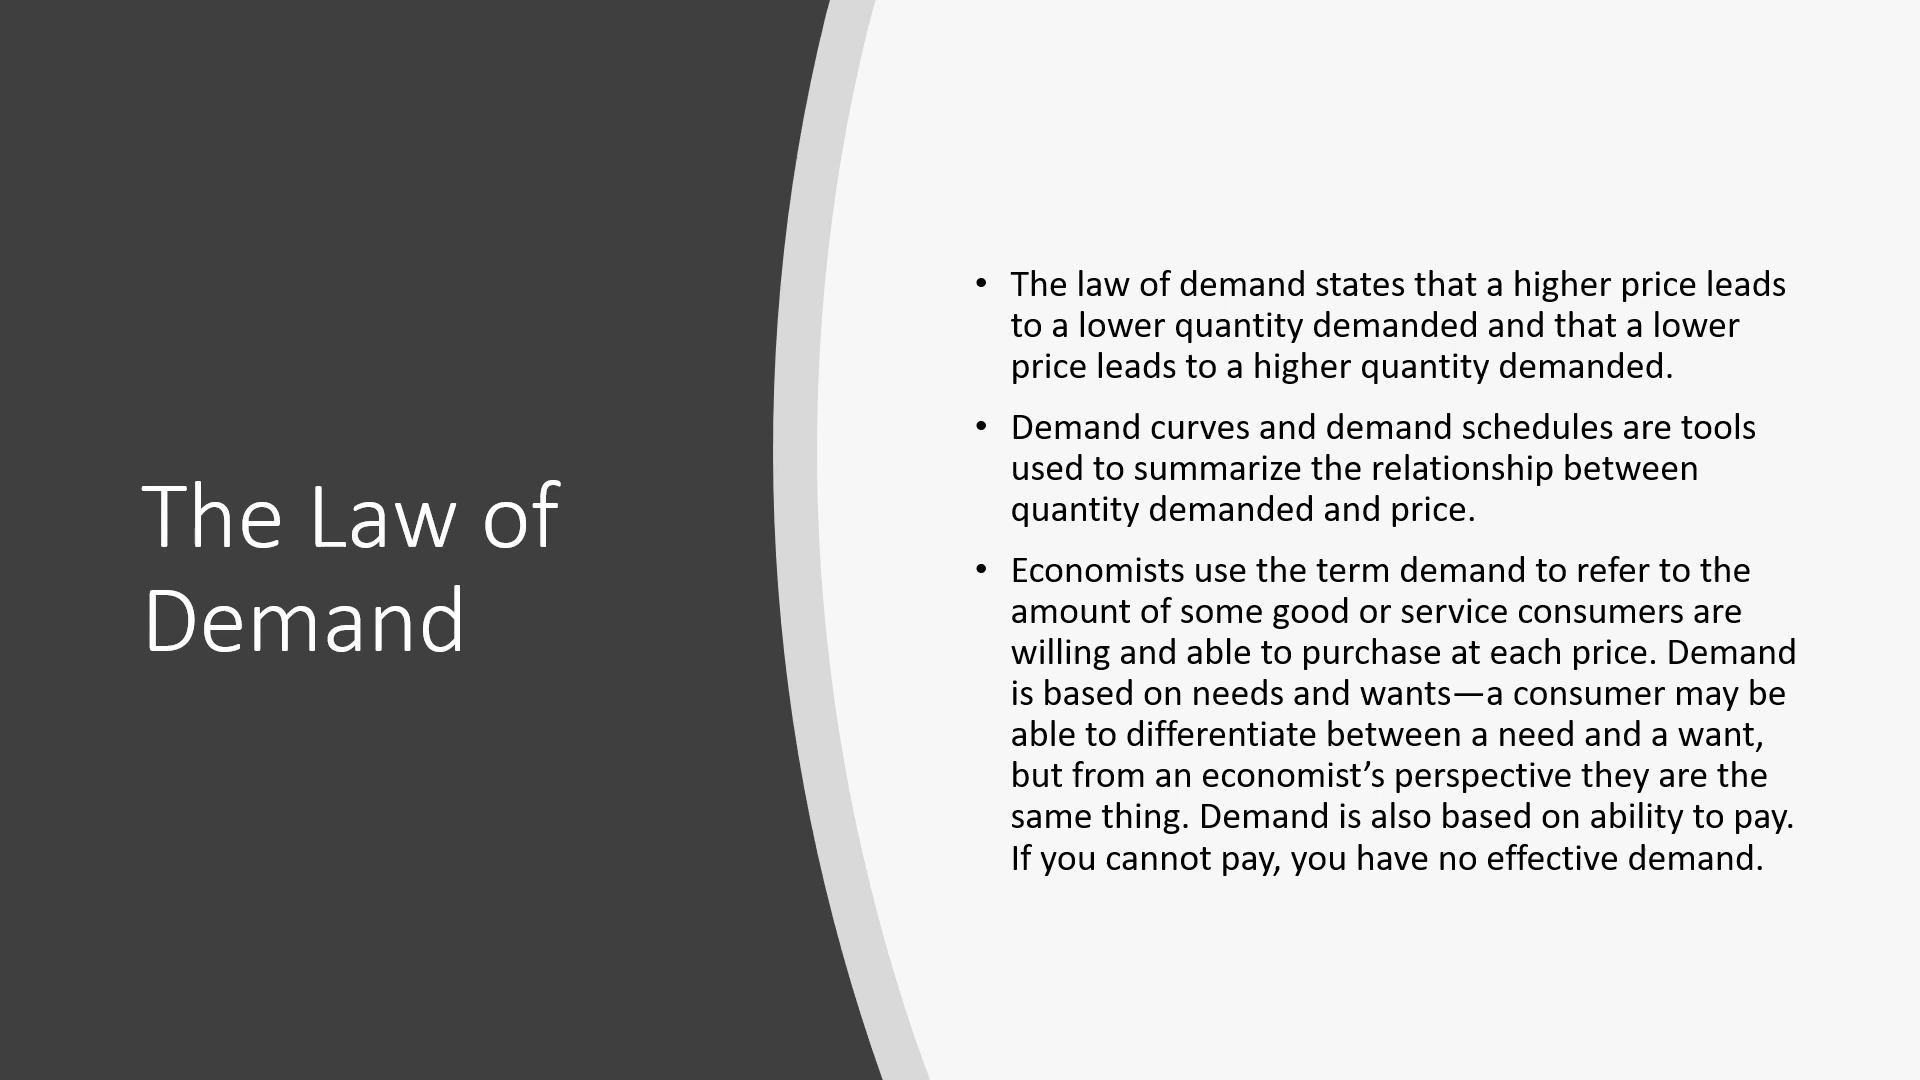 The Law of
Demand
• The law of demand states that a higher price leads
to a lower quantity demanded and that a lower
price leads to a higher quantity demanded.
• Demand curves and demand schedules are tools
used to summarize the relationship between
quantity demanded and price.
• Economists use the term demand to refer to the
amount of some good or service consumers are
willing and able to purchase at each price. Demand
is based on needs and wants—a consumer may be
able to differentiate between a need and a want,
but from an economist’s perspective they are the
same thing. Demand is also based on ability to pay.
If you cannot pay, you have no effective demand.